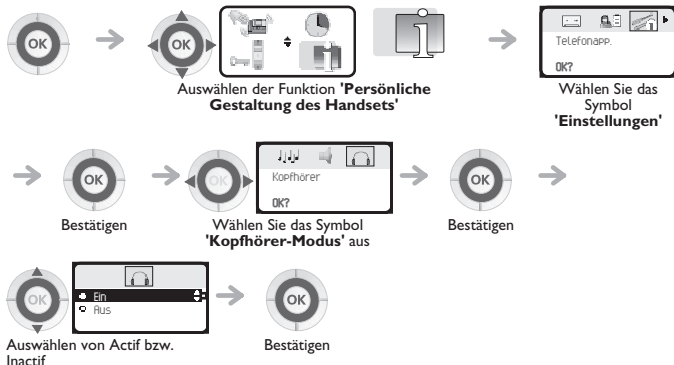 OK
OK
Auswählen der Funktion 'Persönliche
Gestaltung des Handsets'
Telefonapp.
OK?
Wählen Sie das
Symbol
'Einstellungen'
OK
Bestätigen
OK
Kopfhörer
OK?
Wählen Sie das Symbol
'Kopfhörer-Modus' aus
OK
Bestätigen
OK
Ein
Aus
Auswählen von Actif bzw.
Inactif
OK
Bestätigen